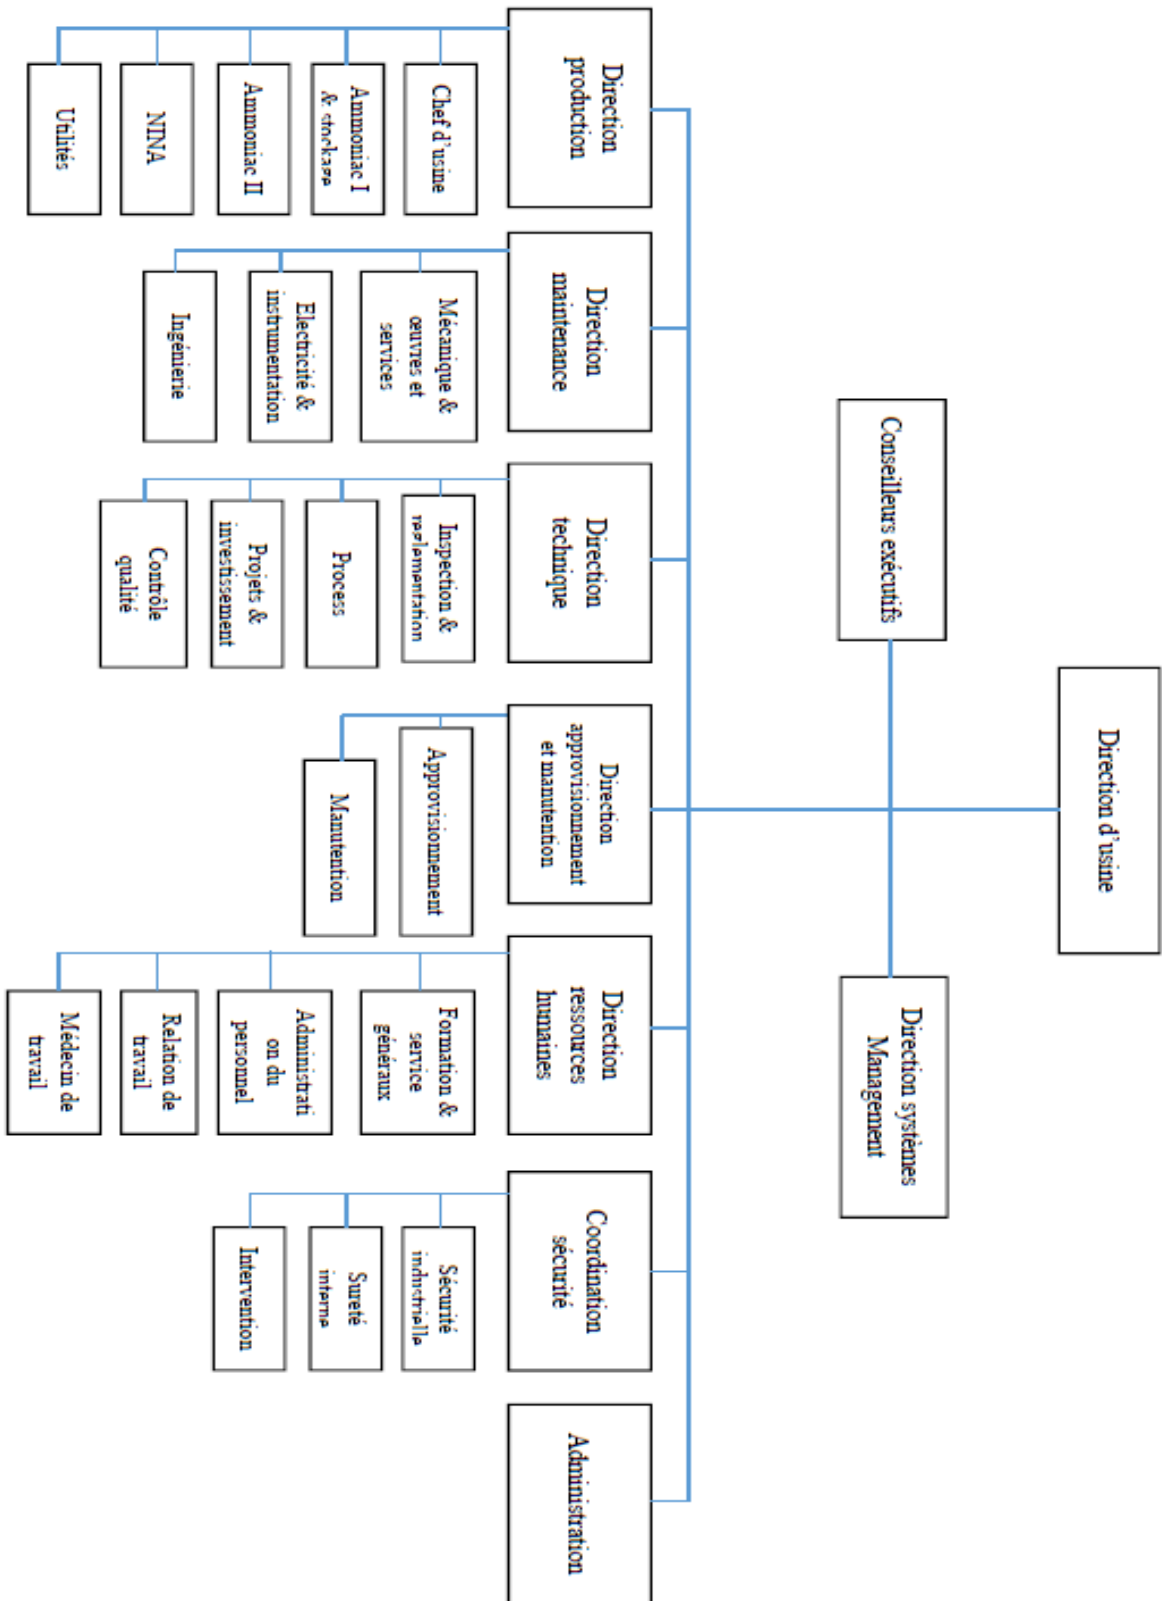 Direction d'usine
Conseilleurs exécutifs
Direction systèmes
Management
Direction
production
Direction
maintenance
Direction
technique
Direction
approvisionnement
et manutention
Direction
ressources
humaines
Coordination
sécurité
Administration
Chef d'usine
Ammoniac I
& stockage
Ammoniac II
NINA
Utilités
Mécanique &
œuvres et
services
Electricité &
instrumentation
Ingénierie
Inspection &
reglementation
Process
Projets &
investissement
Contrôle
qualité
Approvisionnement
Manutention
Formation &
service
généraux
Administrati
on du
personnel
Relation de
travail
Médecin de
travail
Sécurité
industrielle
Sureté
interne
Intervention